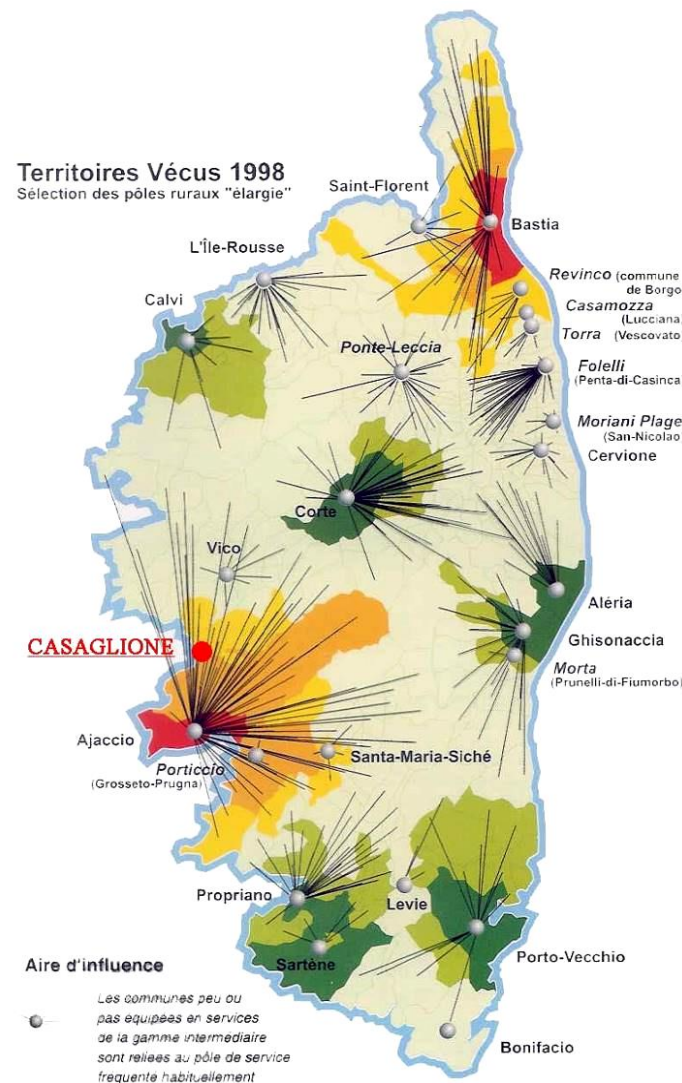 Territoires Vécus 1998
Sélection des pôles ruraux "élargie"
Saint-Florent
Bastia
L'Île-Rousse
Revinco (commune
de Borgo
Calvi
Casamozza
(Lucciana)
Torra (Vescovato)
Ponte-Leccia
Folelli
(Penta-di-Casinca)
Moriani Plage
(San-Nicolao)
Cervione
Corte
Vico
Aléria
Ghisonaccia
CASAGLIONE
Morta
(Prunelli-di-Fiumorbo)
Ajaccio
Porticcio
(Grosseto-Prugna)
Santa-Maria-Siché
Propriano
Levie
Sartène
Porto-Vecchio
Aire d'influence
Les communes peu ou
pas équipées en services
de la gamme intermédiaire
sont reliées au pôle de service
fréquenté habituellement
Bonifacio